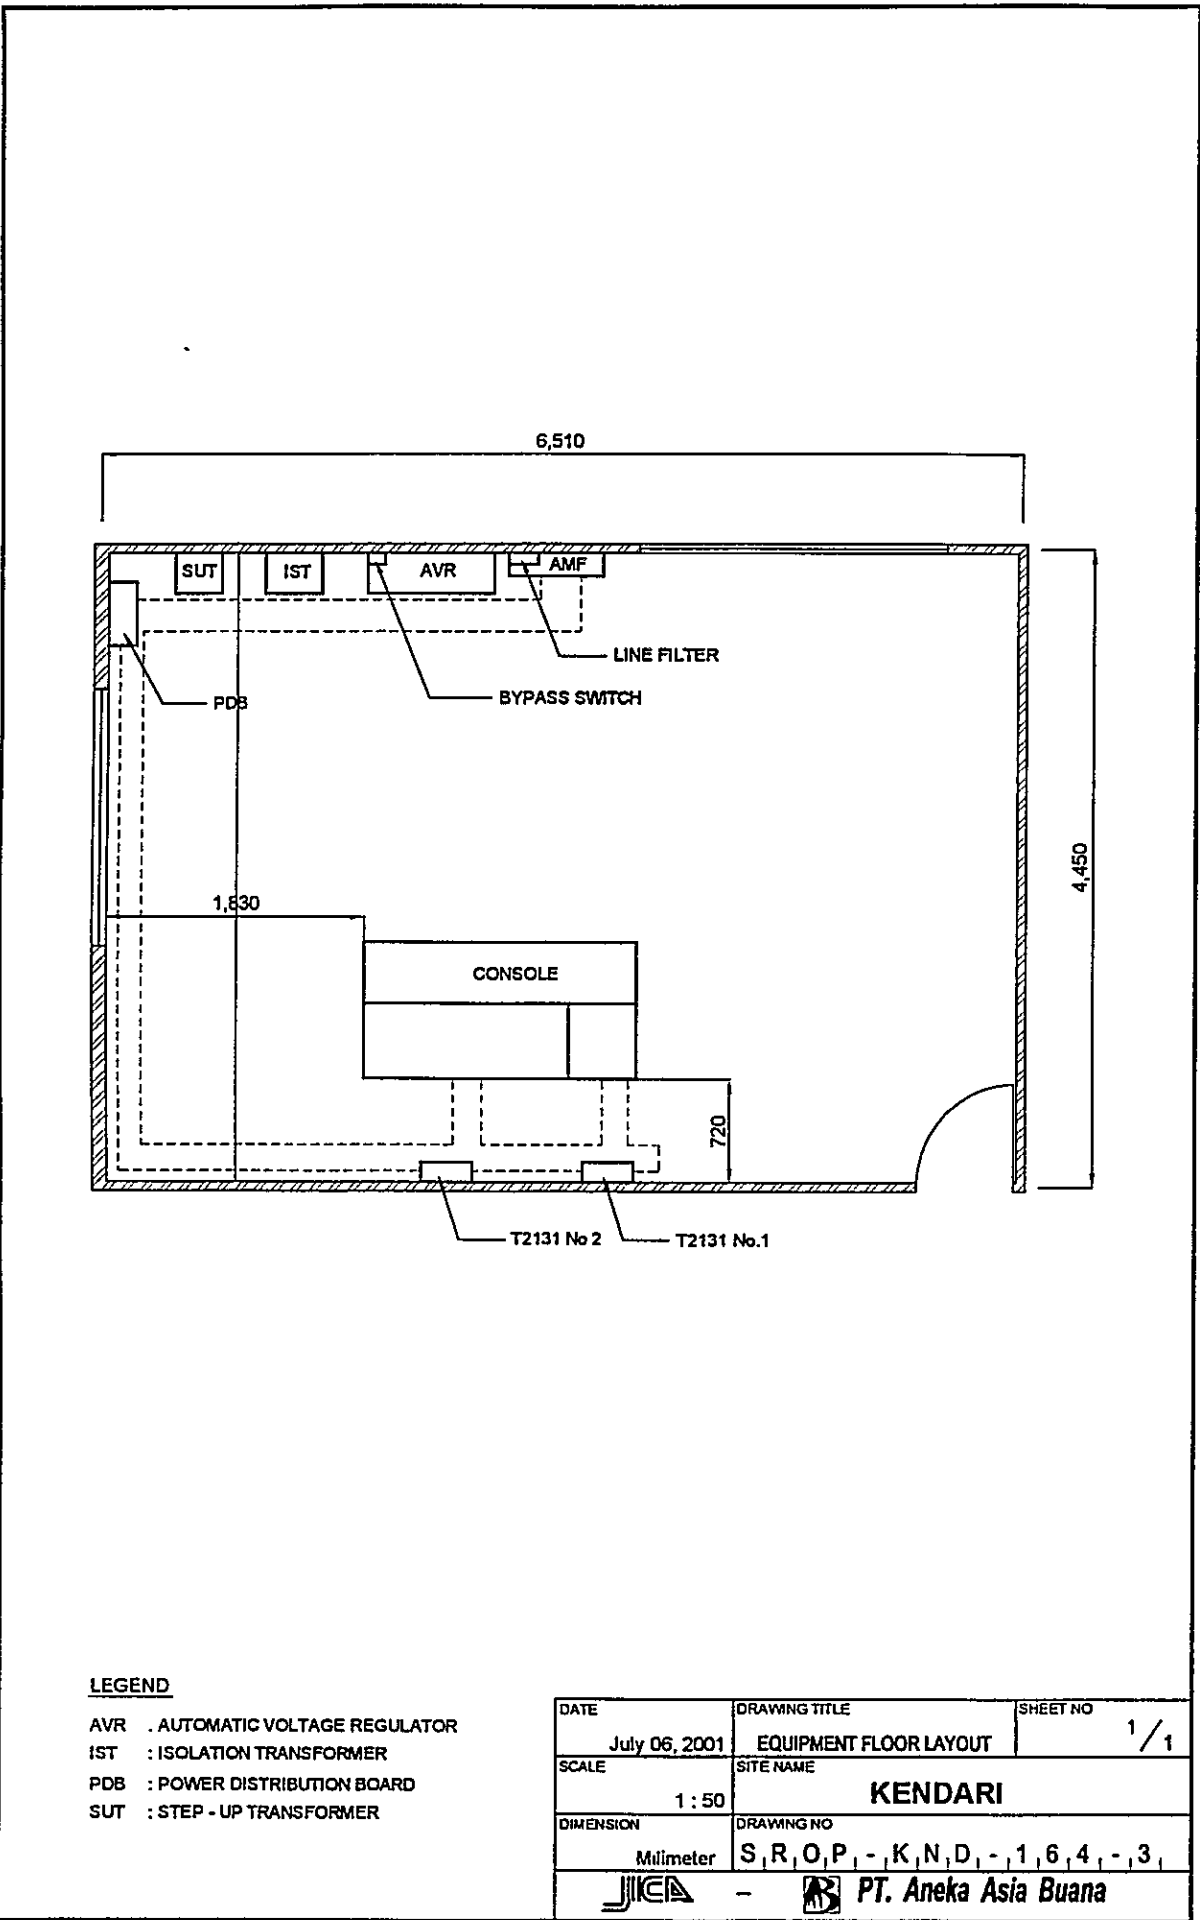 6,510
SUT
IST
AVR
AMF
LINE FILTER
BYPASS SWITCH
PDB
4,450
1,830
CONSOLE
720
T2131 No 2
T2131 No.1
LEGEND
AVR . AUTOMATIC VOLTAGE REGULATOR
IST : ISOLATION TRANSFORMER
PDB : POWER DISTRIBUTION BOARD
SUT : STEP - UP TRANSFORMER
DATE
July 06, 2001
DRAWING TITLE
EQUIPMENT FLOOR LAYOUT
SHEET NO
1/1
SCALE
1 : 50
SITE NAME
KENDARI
DIMENSION
Milimeter
DRAWING NO
SROP-KND-164-3
JICA - PT. Aneka Asia Buana